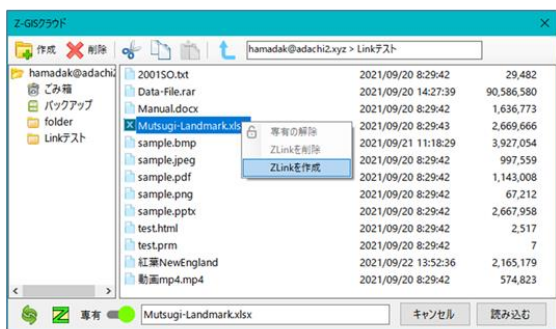 Z-GISクラウド
作成 削除 hamadak@adachi2.xyz > Linkテスト
hamadak@adachi2
ごみ箱
バックアップ
folder
Linkテスト
2001SO.txt 2021/09/20 8:29:42 29,482
Data-File.rar 2021/09/20 14:27:39 90,586,580
Manual.docx 2021/09/20 8:29:42 1,636,773
Mutsugi-Landmark.xls 2021/09/20 8:29:43 2,669,666
sample.bmp 2021/09/21 11:18:29 3,927,054
sample.jpeg 2021/09/20 8:29:42 997,559
sample.pdf 2021/09/20 8:29:42 1,143,008
sample.png 2021/09/20 8:29:42 67,212
sample.pptx 2021/09/20 8:29:42 2,667,958
test.html 2021/09/20 8:29:42 2,517
test.prm 2021/09/20 8:29:42 7
紅葉NewEngland 2021/09/22 13:52:36 2,165,179
動画mp4.mp4 2021/09/20 8:29:42 574,823
専有の解除
ZLinkを削除
ZLinkを作成
専有 Mutsugi-Landmark.xlsx キャンセル 読み込む